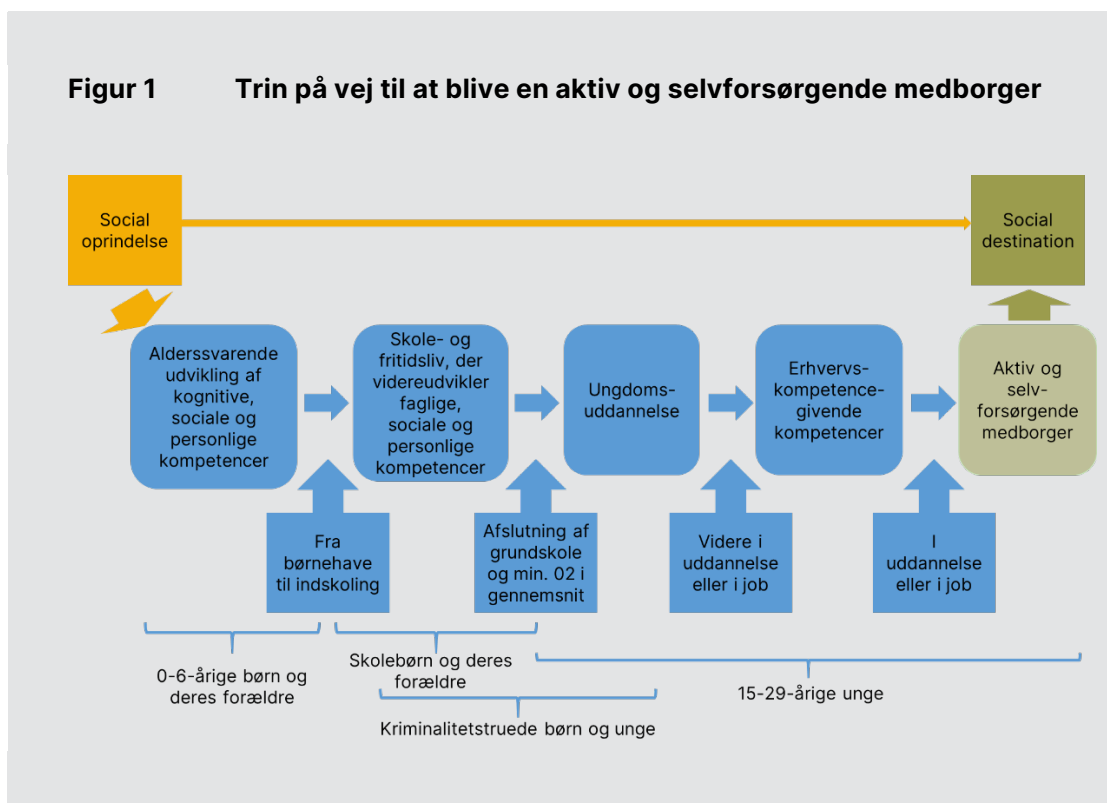 Figur 1 Trin på vej til at blive en aktiv og selvforsørgende medborger
Social
oprindelse
Social
destination
Alderssvarende
udvikling af
kognitive,
sociale og
personlige
kompetencer
Skole- og
fritidsliv, der
videreudvikler
faglige,
sociale og
personlige
kompetencer
Ungdoms-
uddannelse
Erhvervs-
kompetence-
givende
kompetencer
Aktiv og
selv-
forsørgende
medborger
Fra
børnehave
til indskoling
Afslutning af
grundskole
og min. 02 i
gennemsnit
Videre i
uddannelse
eller i job
I
uddannelse
eller i job
0-6-årige børn og
deres forældre
Skolebørn og deres
forældre
15-29-årige unge
Kriminalitetstruede børn og unge